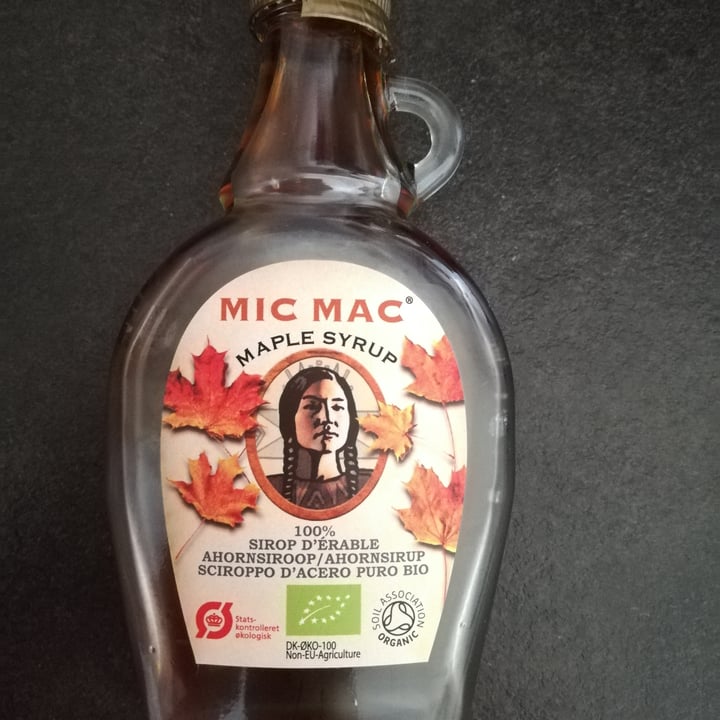 MIC MAC®
MAPLE SYRUP
100%
SIROP D'ÉRABLE
AHORNSIROOP/AHORNSIRUP
SCIROPPO D'ACERO PURO BIO
Ø
Stats-
kontrolleret
økologisk
DK-ØKO-100
Non-EU-Agriculture
SOIL ASSOCIATION
ORGANIC